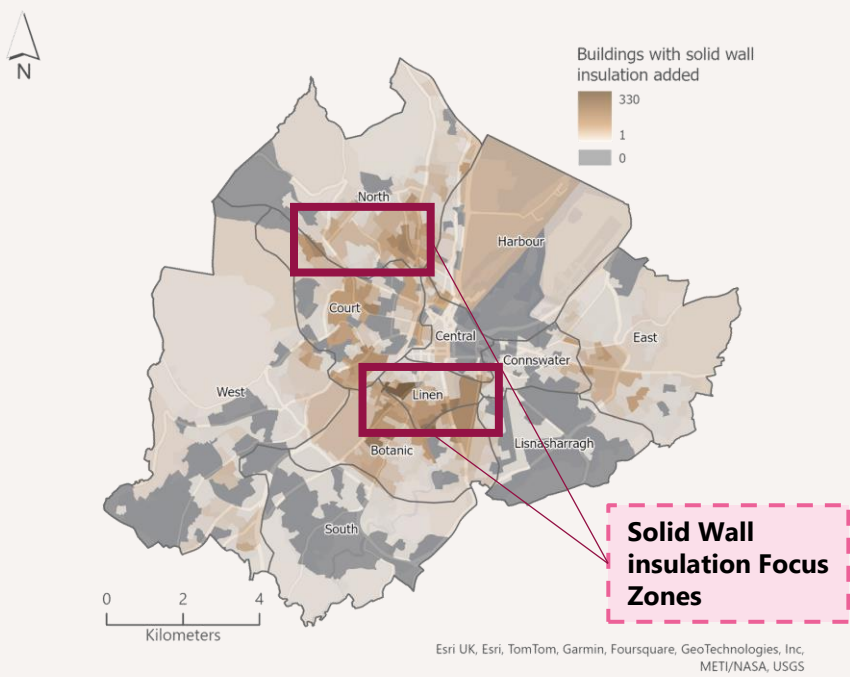 N
Buildings with solid wall
insulation added
330
1
0
North
Harbour
Court
Central
East
Connswater
West
Linen
Lisnasharragh
Botanic
South
Solid Wall
insulation Focus
Zones
0 2 4
Kilometers
Esri UK, Esri, TomTom, Garmin, Foursquare, GeoTechnologies, Inc,
METI/NASA, USGS